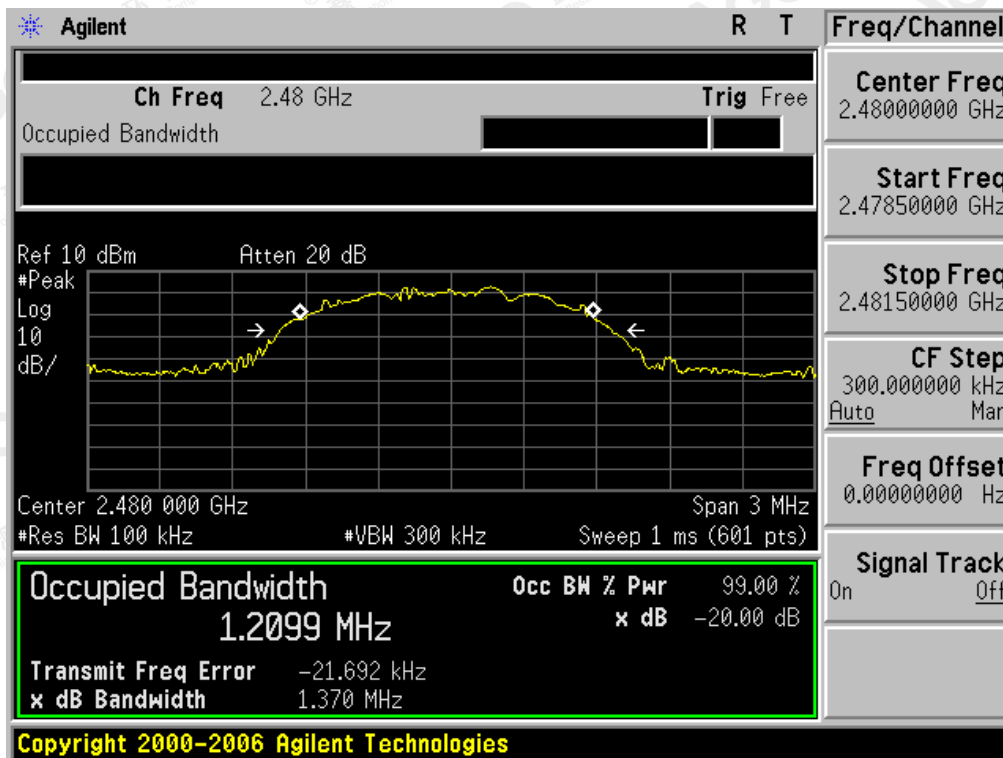 Agilent R T Freq/Channel
Ch Freq 2.48 GHz Trig Free
Occupied Bandwidth
Center Freq
2.48000000 GHz
Start Freq
2.47850000 GHz
Stop Freq
2.48150000 GHz
CF Step
300.000000 kHz
Auto Man
Freq Offset
0.00000000 Hz
Signal Track
On Off
Ref 10 dBm Atten 20 dB
#Peak
Log
10
dB/
Center 2.480 000 GHz Span 3 MHz
#Res BW 100 kHz #VBW 300 kHz Sweep 1 ms (601 pts)
Occupied Bandwidth Occ BW % Pwr 99.00 %
1.2099 MHz x dB -20.00 dB
Transmit Freq Error -21.692 kHz
x dB Bandwidth 1.370 MHz
Copyright 2000-2006 Agilent Technologies